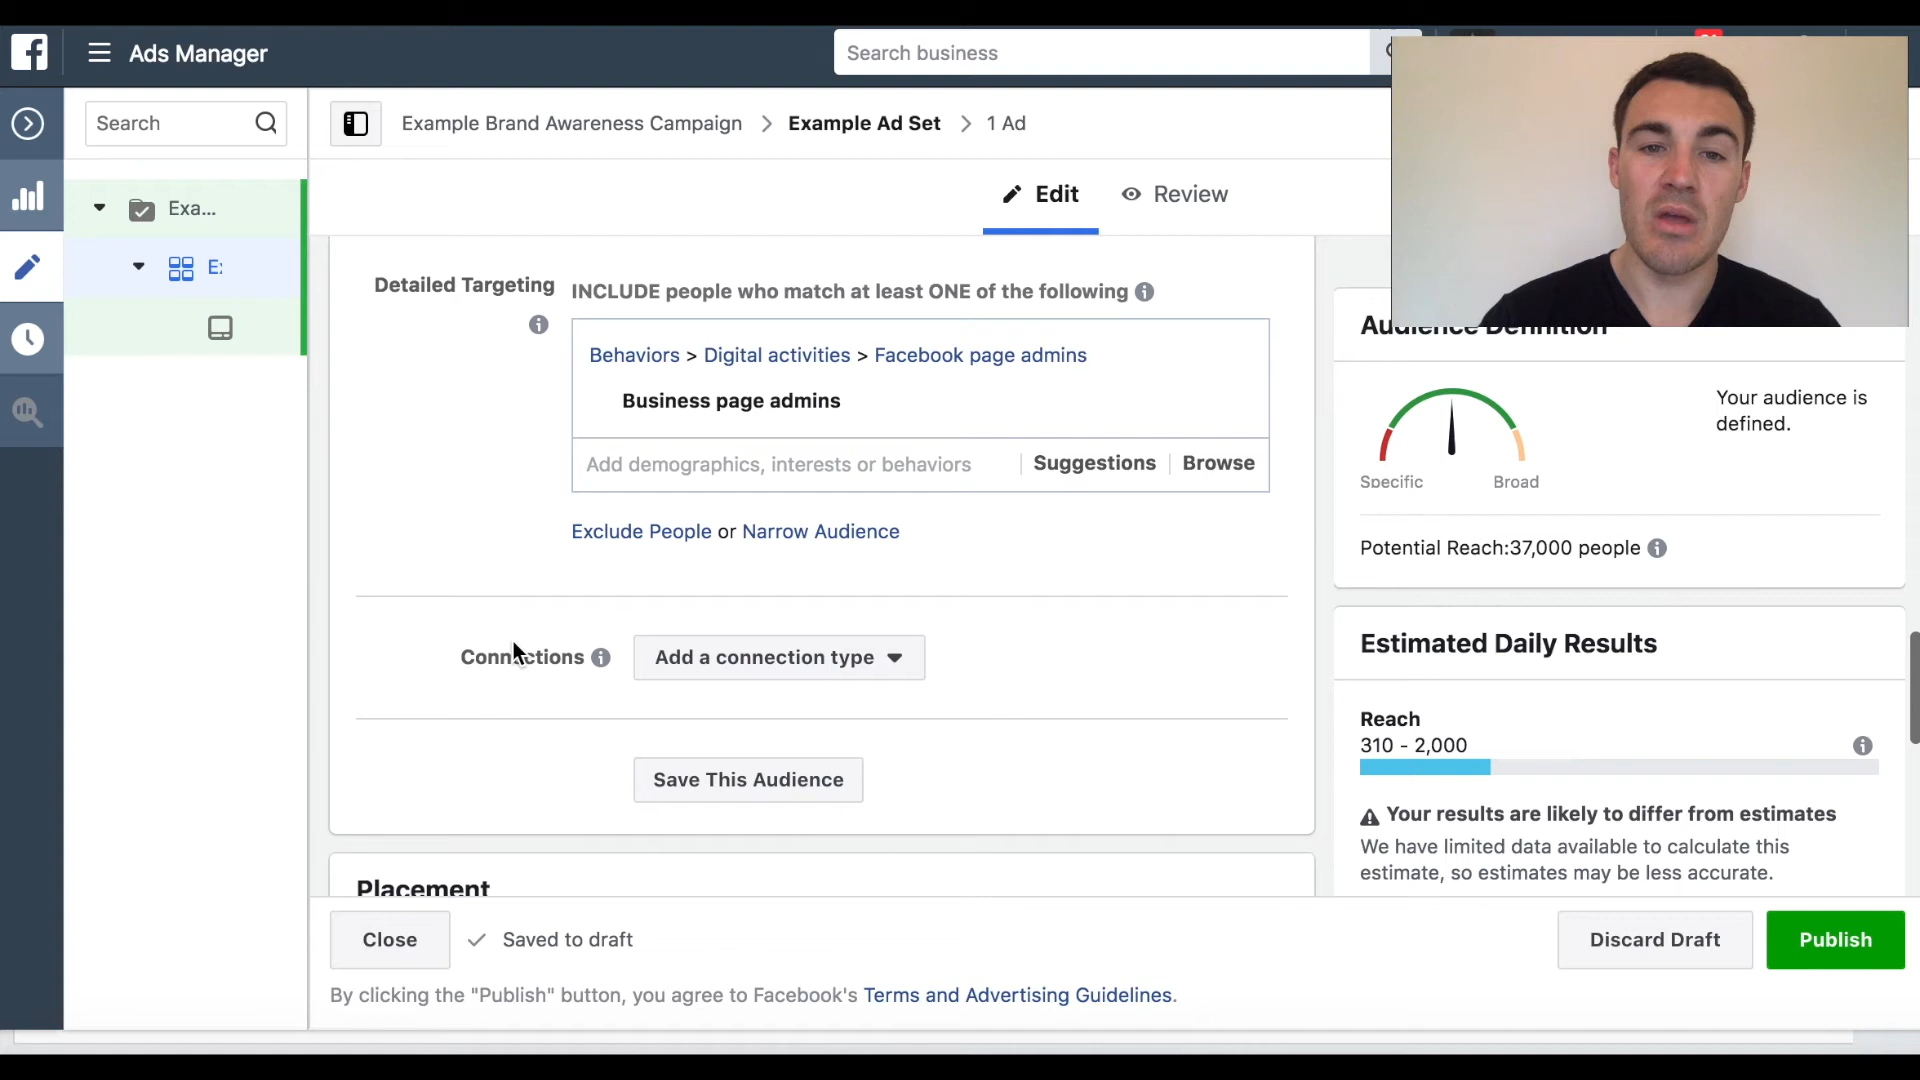 Ads Manager
Search business
Search
Example Brand Awareness Campaign > Example Ad Set > 1 Ad
Exa...
Edit
Review
Detailed Targeting
INCLUDE people who match at least ONE of the following
Behaviors > Digital activities > Facebook page admins
Business page admins
Add demographics, interests or behaviors
Suggestions
Browse
Exclude People or Narrow Audience
Connections
Add a connection type
Save This Audience
Placement
Audience Definition
Your audience is
defined.
Specific
Broad
Potential Reach:37,000 people
Estimated Daily Results
Reach
310 - 2,000
Your results are likely to differ from estimates
We have limited data available to calculate this
estimate, so estimates may be less accurate.
Close
Saved to draft
Discard Draft
Publish
By clicking the "Publish" button, you agree to Facebook's Terms and Advertising Guidelines.